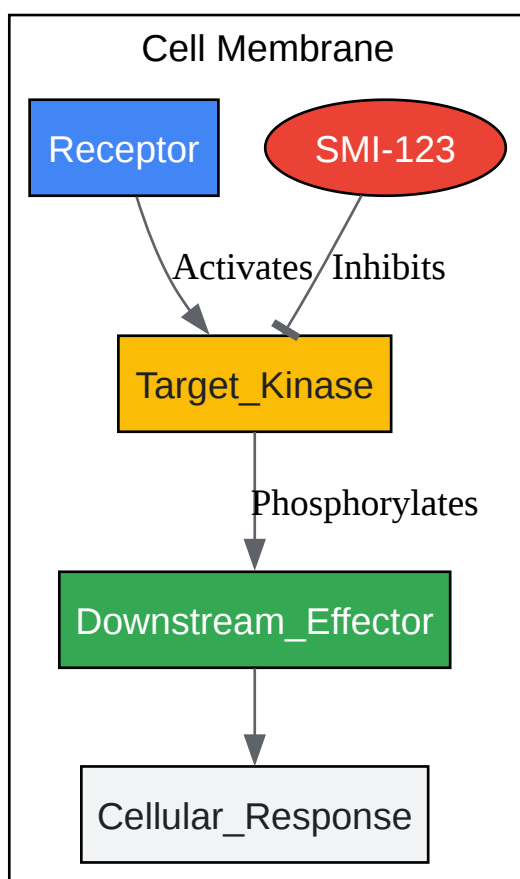 Cell Membrane
Receptor
SMI-123
Activates
Inhibits
Target_Kinase
Phosphorylates
Downstream_Effector
Cellular_Response